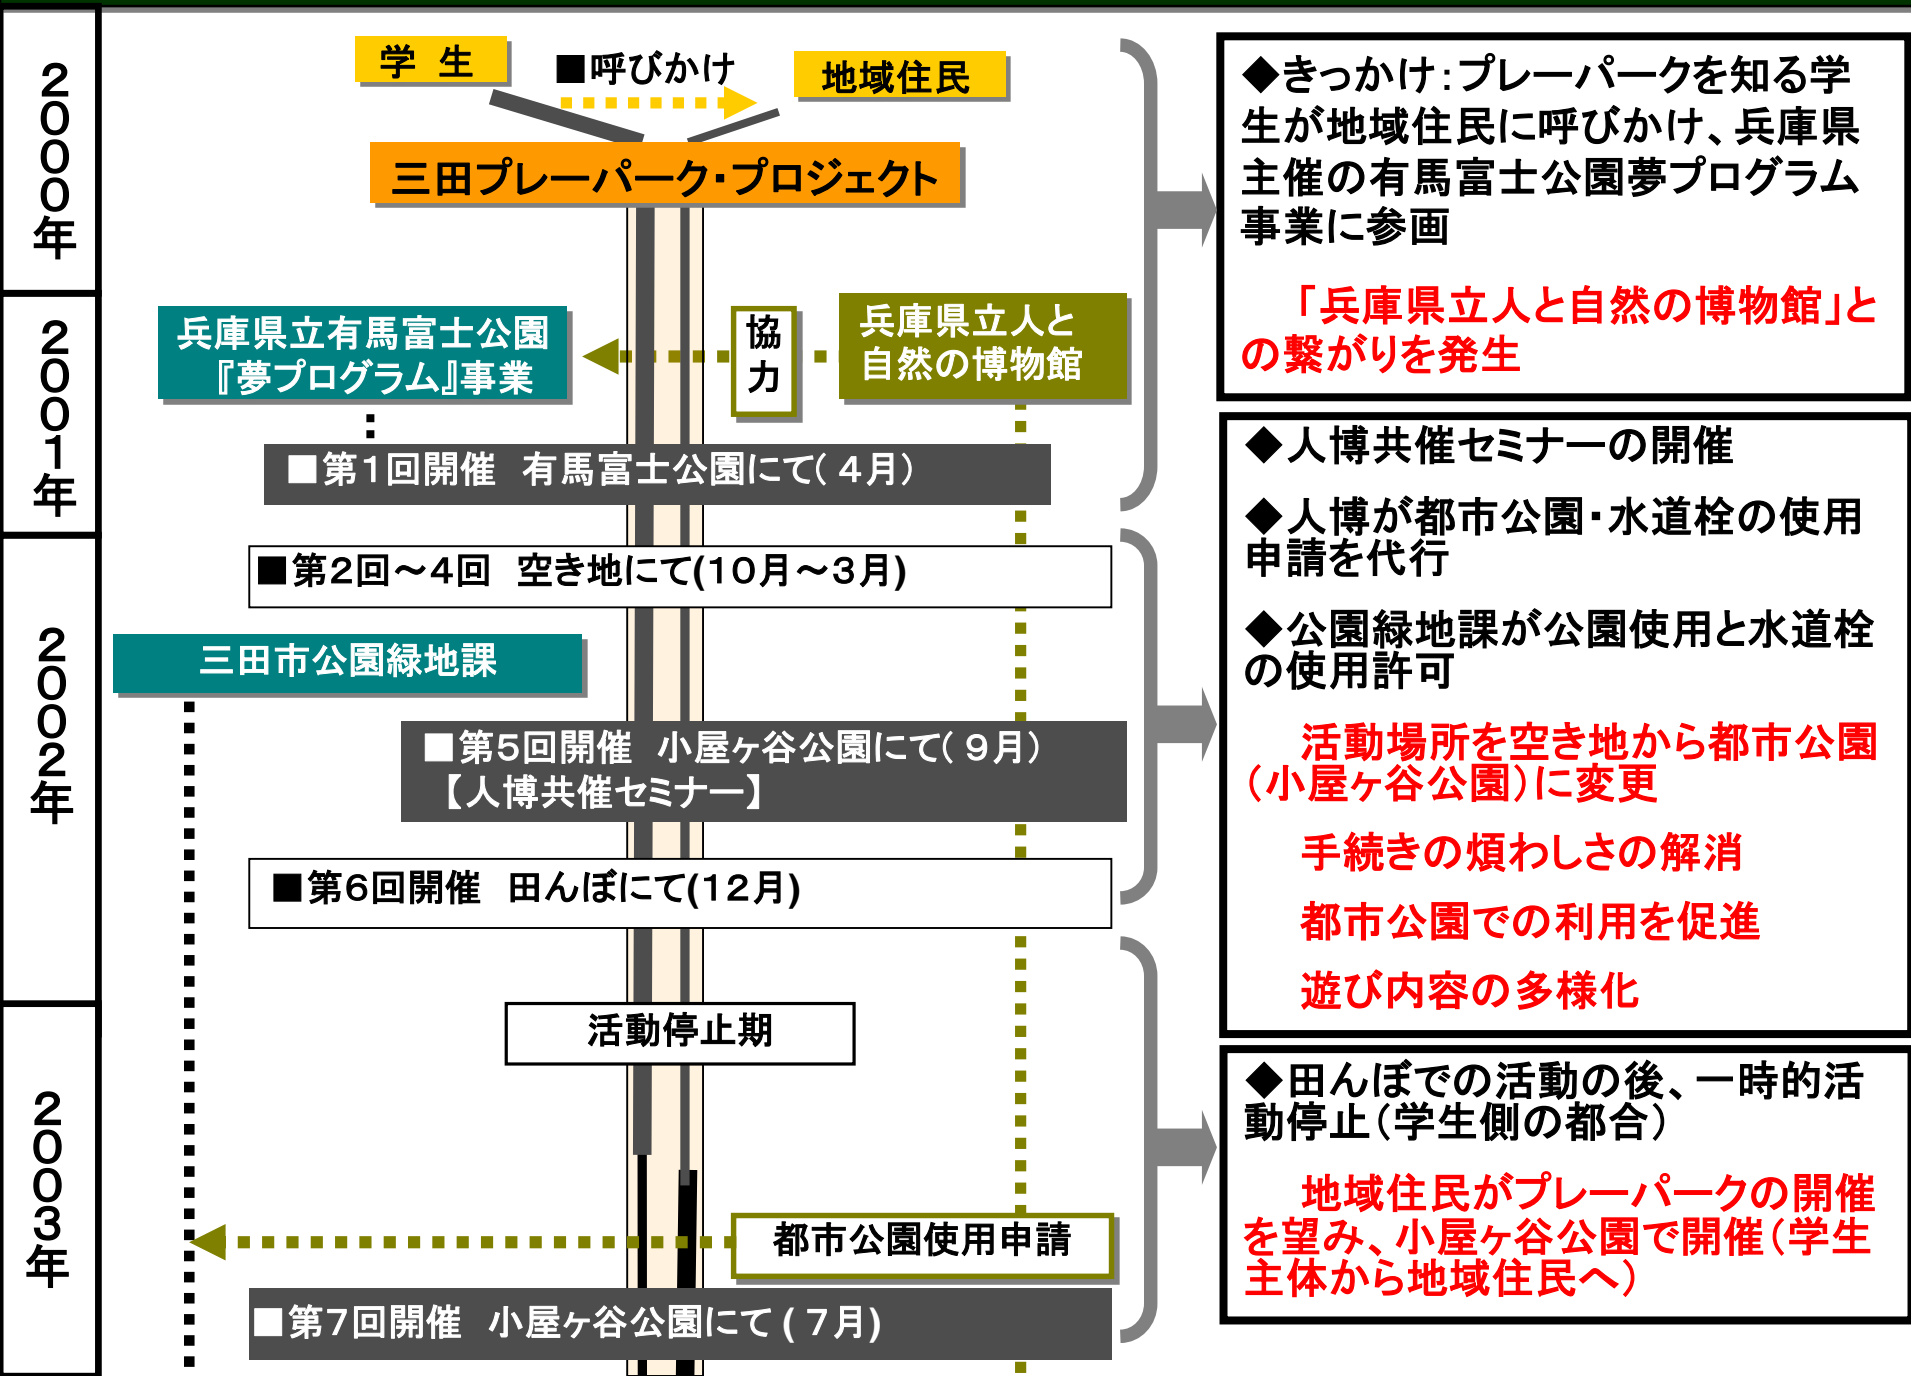 2000年
学 生
■呼びかけ
地域住民
三田プレーパーク・プロジェクト
◆きっかけ：プレーパークを知る学
生が地域住民に呼びかけ、兵庫県
主催の有馬富士公園夢プログラム
事業に参画
「兵庫県立人と自然の博物館」と
の繋がりを発生
2001年
兵庫県立有馬富士公園
『夢プログラム』事業
協
力
兵庫県立人と
自然の博物館
■第1回開催　有馬富士公園にて(4月)
2002年
■第2回～4回　空き地にて(10月～3月)
三田市公園緑地課
■第5回開催　小屋ヶ谷公園にて(9月)
【人博共催セミナー】
■第6回開催　田んぼにて(12月)
◆人博共催セミナーの開催
◆人博が都市公園・水道栓の使用
申請を代行
◆公園緑地課が公園使用と水道栓
の使用許可
活動場所を空き地から都市公園
（小屋ヶ谷公園）に変更
手続きの煩わしさの解消
都市公園での利用を促進
遊び内容の多様化
2003年
活動停止期
都市公園使用申請
■第7回開催　小屋ヶ谷公園にて(7月)
◆田んぼでの活動の後、一時的活
動停止（学生側の都合）
地域住民がプレーパークの開催
を望み、小屋ヶ谷公園で開催（学生
主体から地域住民へ）